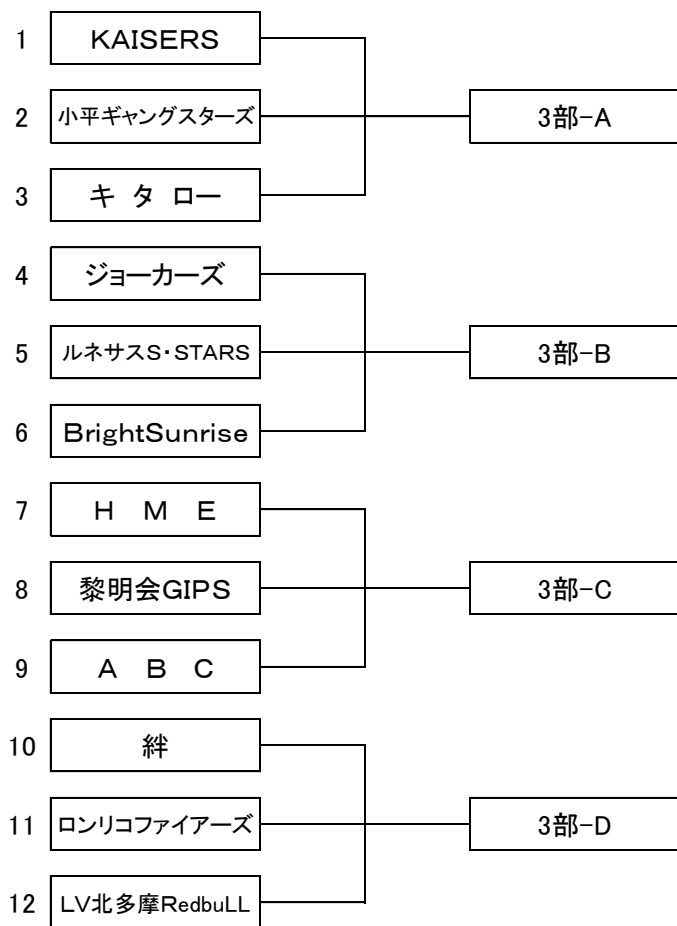 1 KAISERS
2 小平ギャングスターズ 3部-A
3 キ タ ロー
4 ジョーカーズ
5 ルネサスS・STARS 3部-B
6 BrightSunrise
7 H M E
8 黎明会GIPS 3部-C
9 A B C
10 絆
11 ロンリコファイアーズ 3部-D
12 LV北多摩RedbuLL